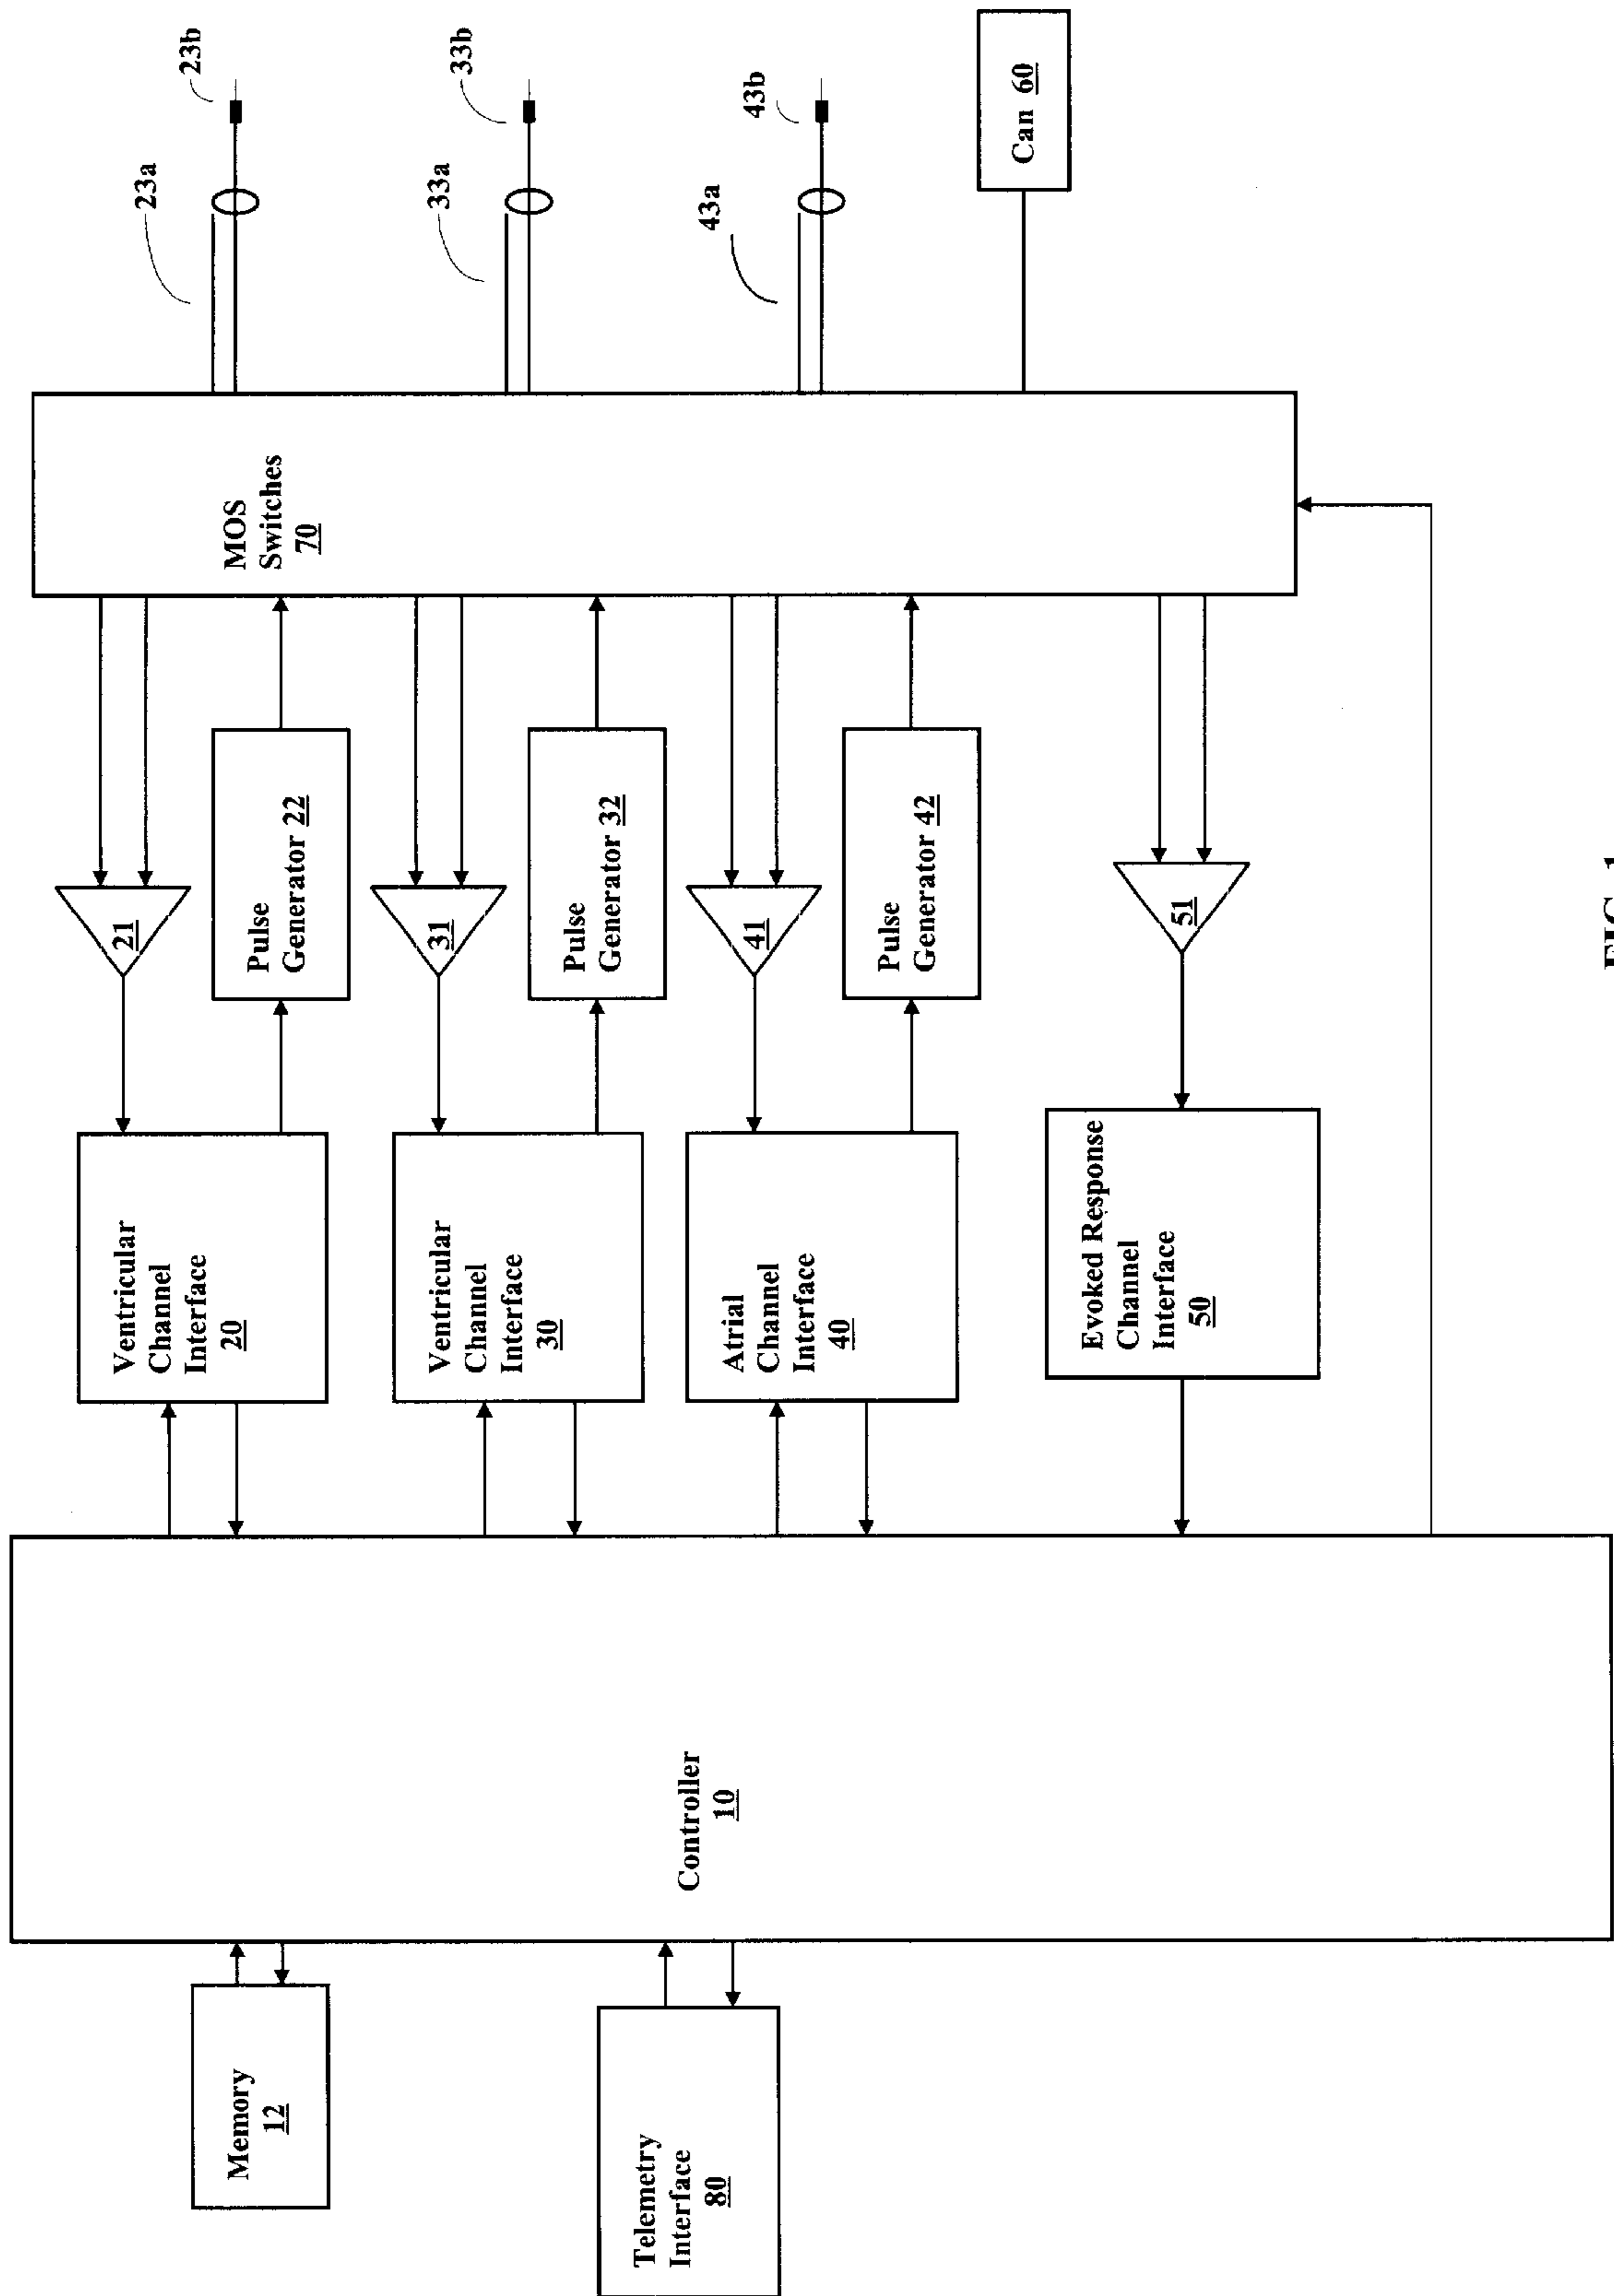 Memory
12
Telemetry
Interface
80
Controller
10
Ventricular
Channel
Interface
20
Ventricular
Channel
Interface
30
Atrial
Channel
Interface
40
Evoked Response
Channel
Interface
50
21
Pulse
Generator 22
31
Pulse
Generator 32
41
Pulse
Generator 42
51
MOS
Switches
70
23a
23b
33a
33b
43a
43b
Can 60